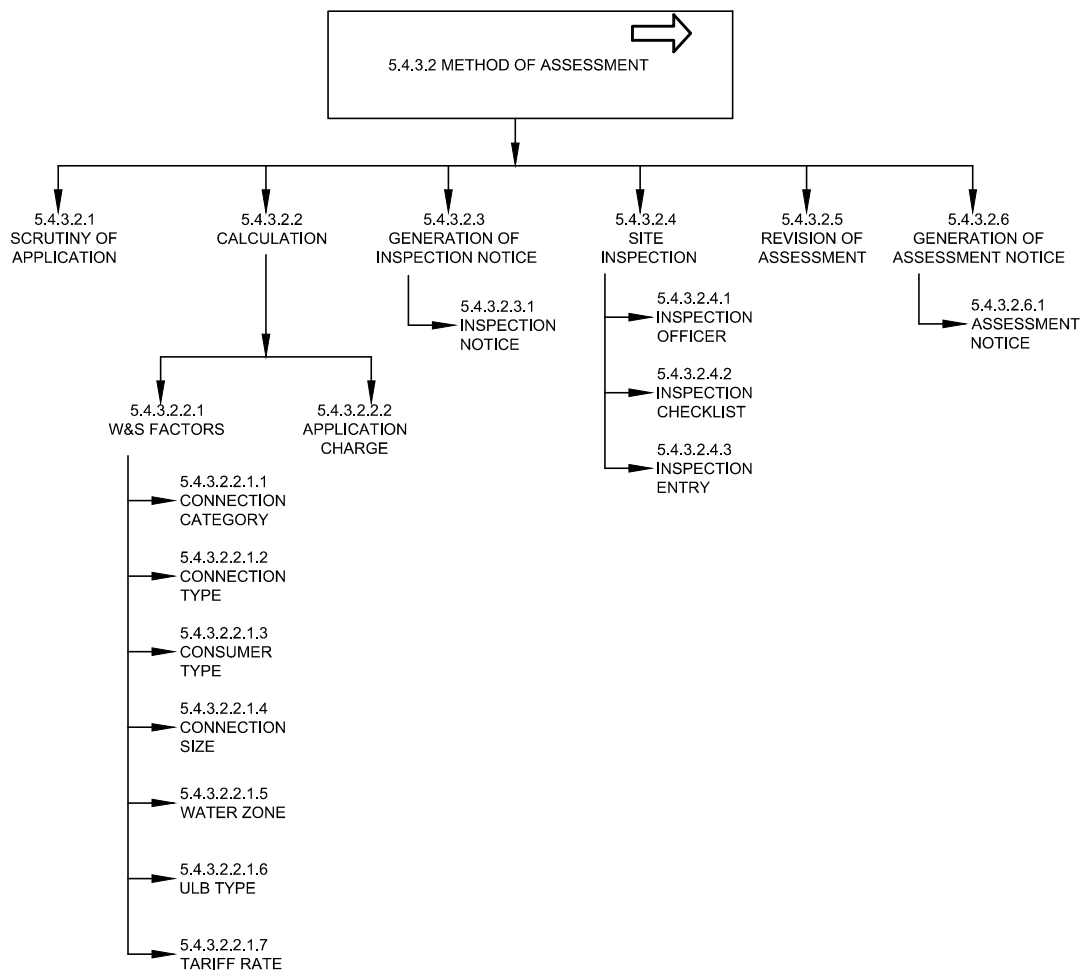 5.4.3.2 METHOD OF ASSESSMENT
5.4.3.2.1
SCRUTINY OF
APPLICATION
5.4.3.2.2
CALCULATION
5.4.3.2.3
GENERATION OF
INSPECTION NOTICE
5.4.3.2.4
SITE
INSPECTION
5.4.3.2.5
REVISION OF
ASSESSMENT
5.4.3.2.6
GENERATION OF
ASSESSMENT NOTICE
5.4.3.2.3.1
INSPECTION
NOTICE
5.4.3.2.4.1
INSPECTION
OFFICER
5.4.3.2.6.1
ASSESSMENT
NOTICE
5.4.3.2.4.2
INSPECTION
CHECKLIST
5.4.3.2.4.3
INSPECTION
ENTRY
5.4.3.2.2.1
W&S FACTORS
5.4.3.2.2.2
APPLICATION
CHARGE
5.4.3.2.2.1.1
CONNECTION
CATEGORY
5.4.3.2.2.1.2
CONNECTION
TYPE
5.4.3.2.2.1.3
CONSUMER
TYPE
5.4.3.2.2.1.4
CONNECTION
SIZE
5.4.3.2.2.1.5
WATER ZONE
5.4.3.2.2.1.6
ULB TYPE
5.4.3.2.2.1.7
TARIFF RATE